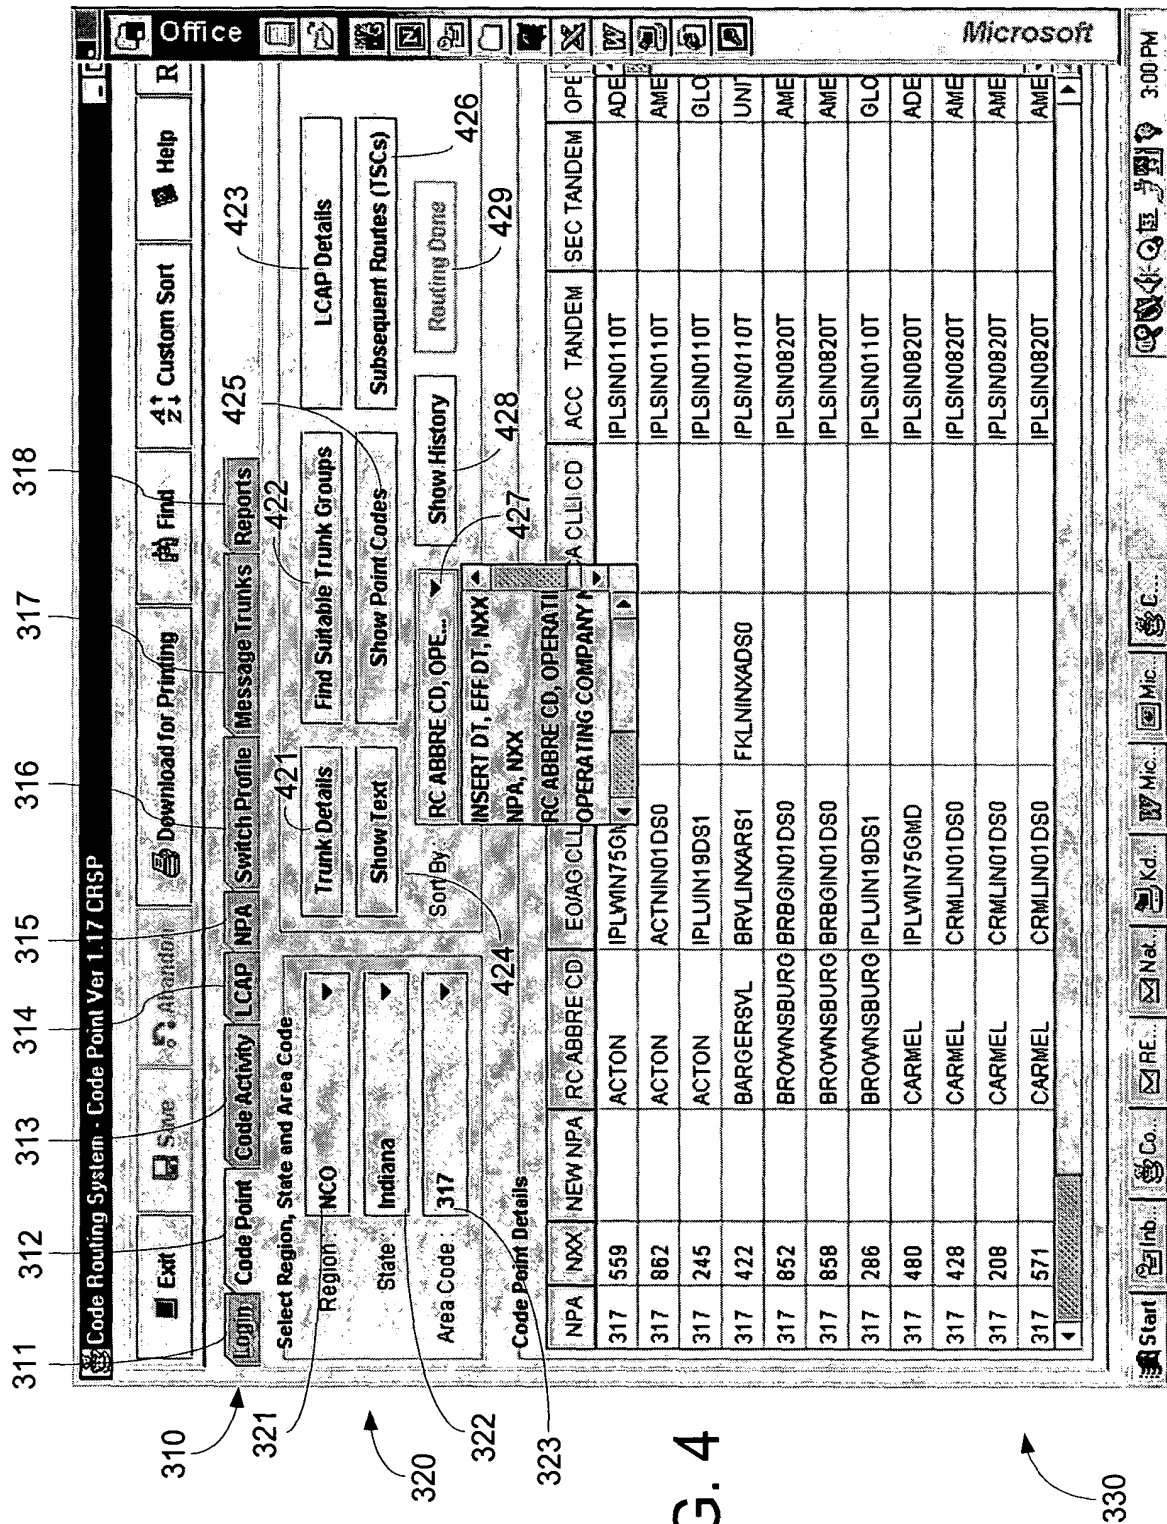 311 312 313 314 315 316 317 318
Code Routing System - Code Point Ver 1.17 CRSP
Office
Exit Save Abandon Download for Printing Find Custom Sort Help R
310
Login Code Point Code Activity LCAP NPA Switch Profile Message Trunks Reports
422 425 423
Select Region, State and Area Code
321
Region : NCO
421
Trunk Details Find Suitable Trunk Groups LCAP Details
320
State : Indiana
Show Text Show Point Codes Subsequent Routes (TSCs)
426
322
Area Code : 317
Sort By : RC ABBRE CD, OPE... Show History Routing Done
323
424
427
428
429
INSERT DT, EFF DT, NXX
NPA, NXX
RC ABBRE CD, OPERATI
OPERATING COMPANY N
Code Point Details
NPA NXX NEW NPA RC ABBRE CD EO/AG CLLI CA CLLI CD ACC TANDEM SEC TANDEM OPE
317 559 ACTON IPLWIN75GM IPLSIN0110T ADE
317 862 ACTON ACTNIN01DS0 IPLSIN0110T AME
317 245 ACTON IPLUIN19DS1 IPLSIN0110T GLO
317 422 BARGERSVL BRVLINXARS1 FKLNINXADS0 IPLSIN0110T UNI
317 852 BROWNSBURG BRBGIN01DS0 IPLSIN0820T AME
317 858 BROWNSBURG BRBGIN01DS0 IPLSIN0820T AME
317 286 BROWNSBURG IPLUIN19DS1 IPLSIN0110T GLO
317 480 CARMEL IPLWIN75GMD IPLSIN0820T ADE
317 428 CARMEL CRMLIN01DS0 IPLSIN0820T AME
317 208 CARMEL CRMLIN01DS0 IPLSIN0820T AME
317 571 CARMEL CRMLIN01DS0 IPLSIN0820T AME
Microsoft
330
Start Inb... Co... RE... Nat... Kd... Mic... Mic... C... 3:00 PM
G. 4